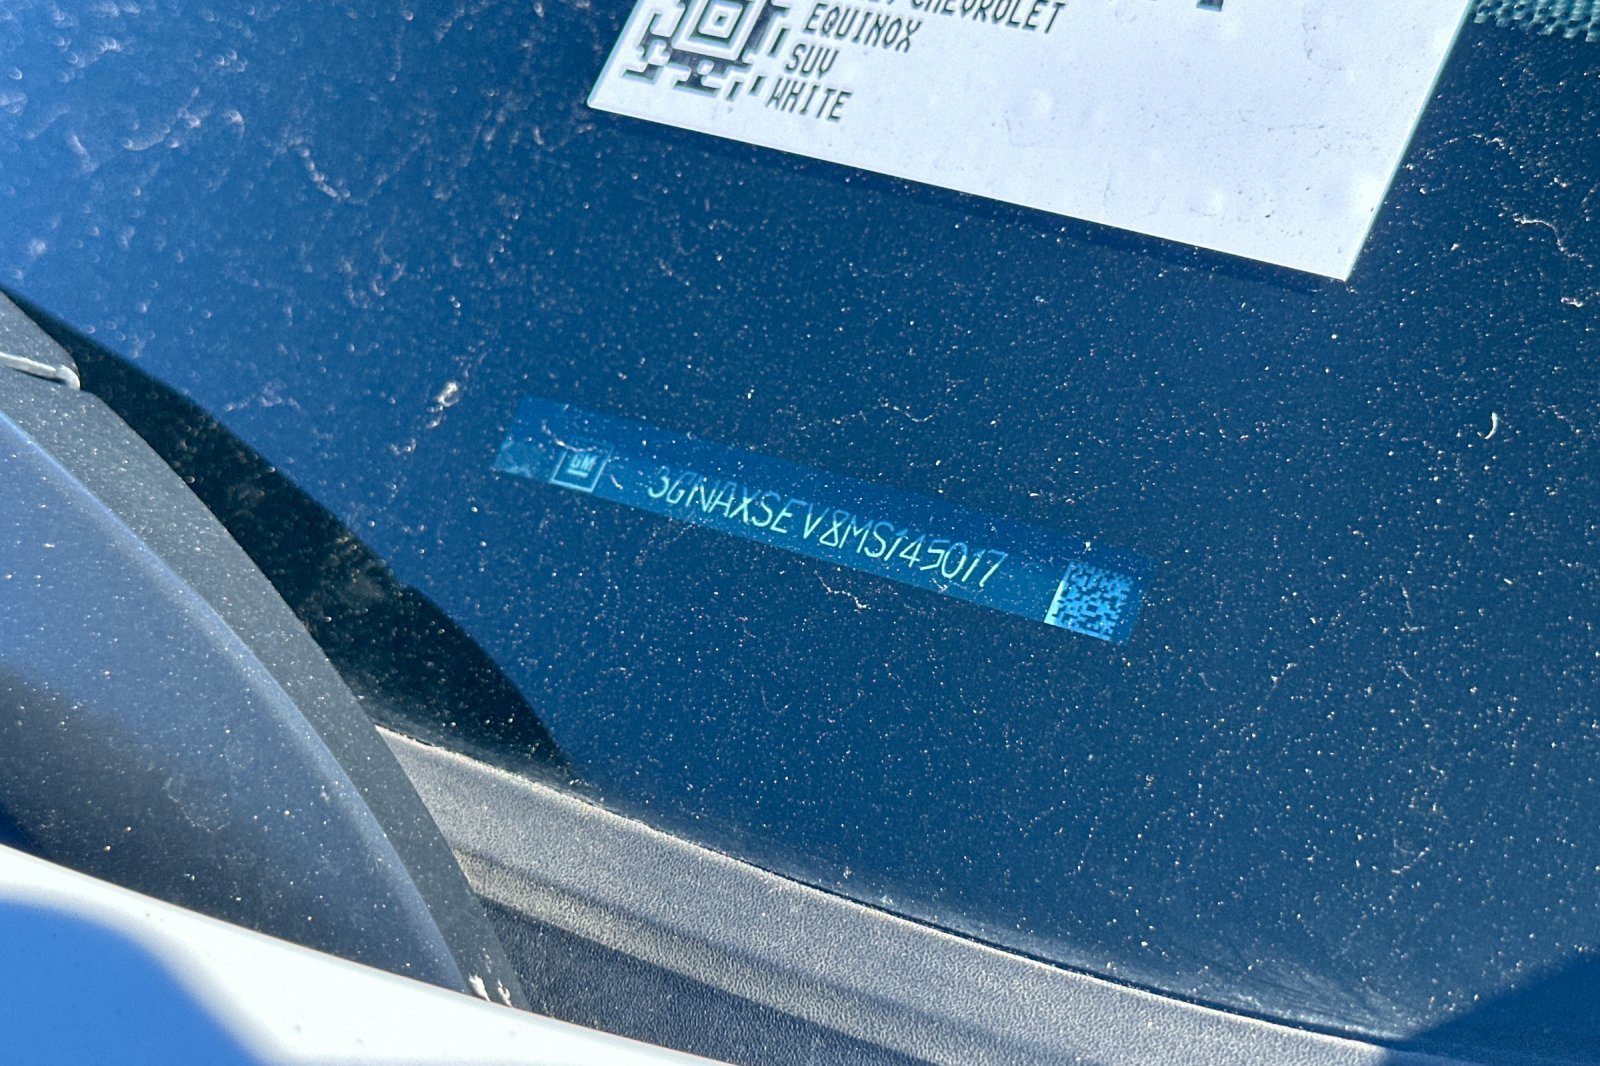 CHEVROLET
EQUINOX
SUV
WHITE
GM
3GNAXSEV8MS145017